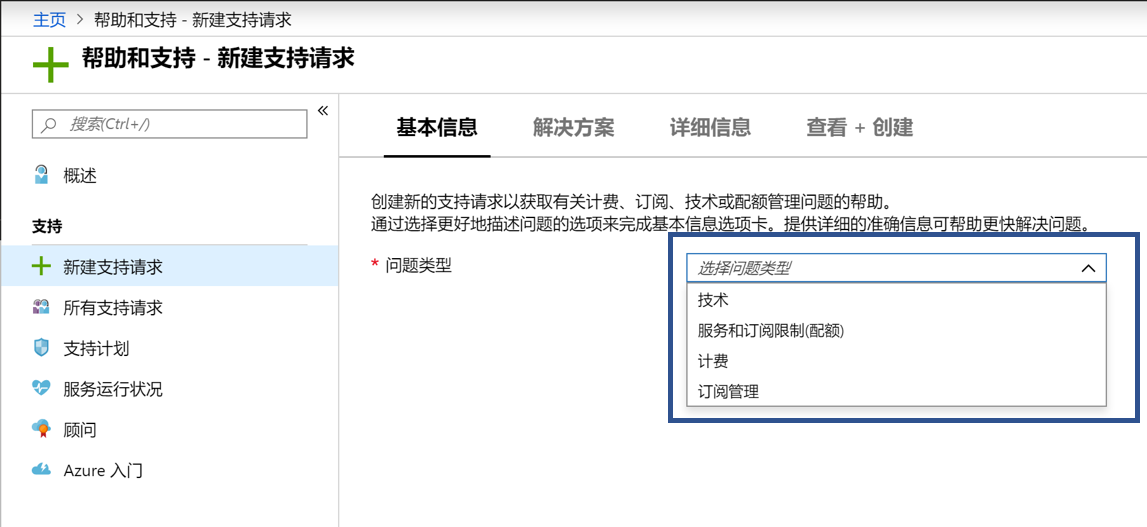 主页 > 帮助和支持 - 新建支持请求
帮助和支持 - 新建支持请求
搜索(Ctrl+/)
«
概述
支持
新建支持请求
所有支持请求
支持计划
服务运行状况
顾问
Azure 入门
基本信息 解决方案 详细信息 查看 + 创建
创建新的支持请求以获取有关计费、订阅、技术或配额管理问题的帮助。
通过选择更好地描述问题的选项来完成基本信息选项卡。提供详细的准确信息可帮助更快解决问题。
* 问题类型
选择问题类型
技术
服务和订阅限制(配额)
计费
订阅管理